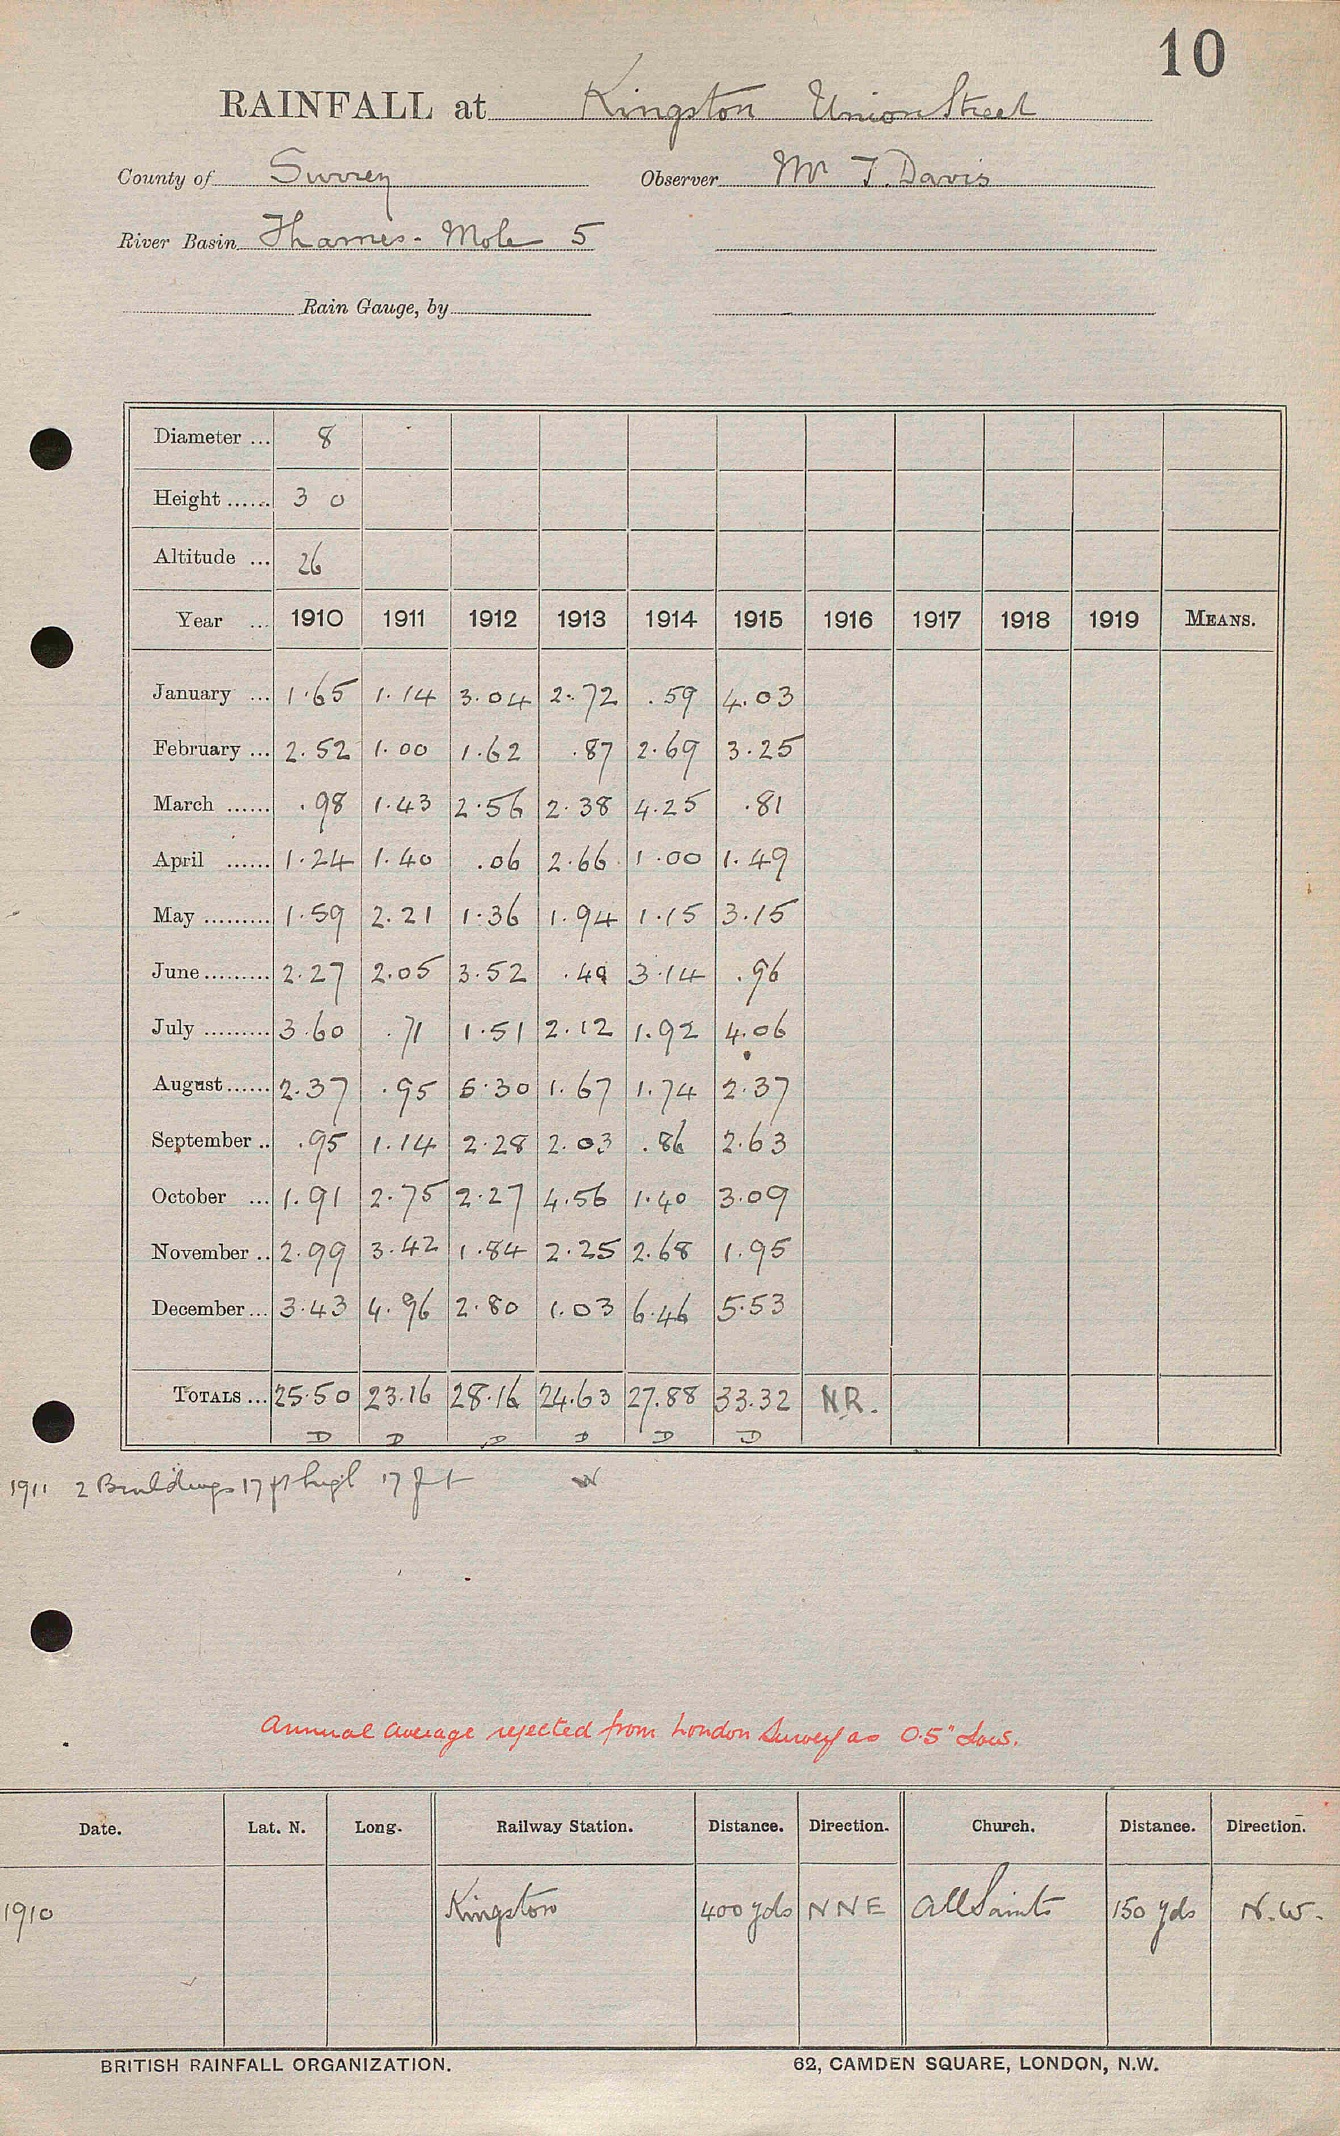 10
RAINFALL at Kingston Union Street
County of Surrey Observer Mr T. Davis
River Basin Thames - Mole 5
Rain Gauge, by
Diameter ... 8
Height ...... 3 0
Altitude ... 26
Year ... 1910 1911 1912 1913 1914 1915 1916 1917 1918 1919 MEANS.
January ... 1.65 1.14 3.04 2.72 .59 4.03
February ... 2.52 1.00 1.62 .87 2.69 3.25
March ...... .98 1.43 2.56 2.38 4.25 .81
April ...... 1.24 1.40 .06 2.66 1.00 1.49
May ......... 1.59 2.21 1.36 1.94 1.15 3.15
June ......... 2.27 2.05 3.52 .40 3.14 .96
July ......... 3.60 .71 1.51 2.12 1.92 4.06
August ...... 2.37 .95 5.30 1.67 1.74 2.37
September .. .95 1.14 2.28 2.03 .86 2.63
October ... 1.91 2.75 2.27 4.56 1.40 3.09
November .. 2.99 3.42 1.84 2.25 2.68 1.95
December ... 3.43 4.96 2.80 1.03 6.46 5.53
TOTALS ... 25.50 23.16 28.16 24.63 27.88 33.32 N.R.
D D D D D D
1911 2 Buildings 17 ft high 17 ft W
Annual average rejected from London Survey as 0.5" low.
Date. Lat. N. Long. Railway Station. Distance. Direction. Church. Distance. Direction.
1910 Kingston 400 yds NNE All Saints 150 yds N.W.
BRITISH RAINFALL ORGANIZATION. 62, CAMDEN SQUARE, LONDON, N.W.